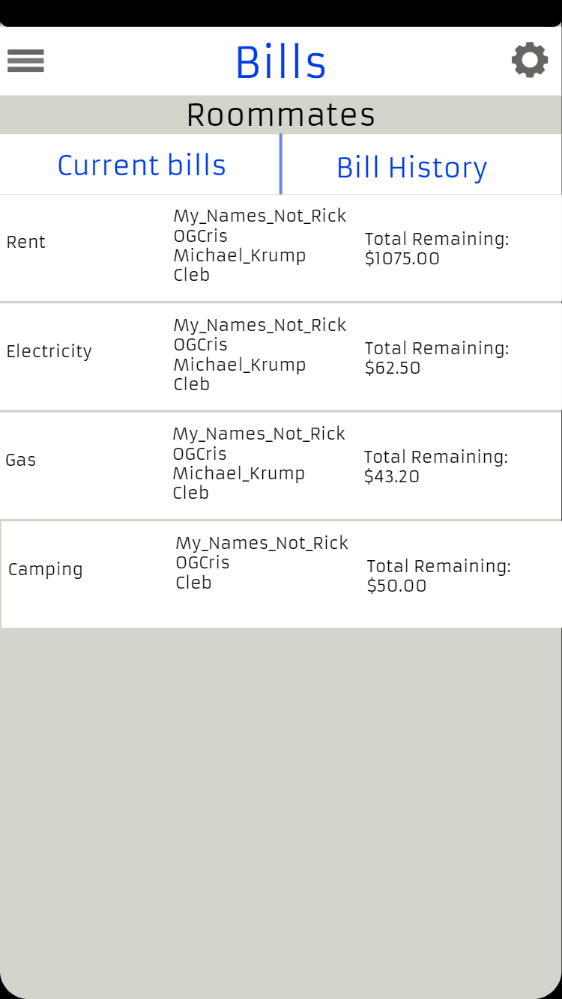 Bills
Roommates
Current bills
Bill History
Rent
My_Names_Not_Rick
OGCris
Michael_Krump
Cleb
Total Remaining:
$1075.00
Electricity
My_Names_Not_Rick
OGCris
Michael_Krump
Cleb
Total Remaining:
$62.50
Gas
My_Names_Not_Rick
OGCris
Michael_Krump
Cleb
Total Remaining:
$43.20
Camping
My_Names_Not_Rick
OGCris
Cleb
Total Remaining:
$50.00